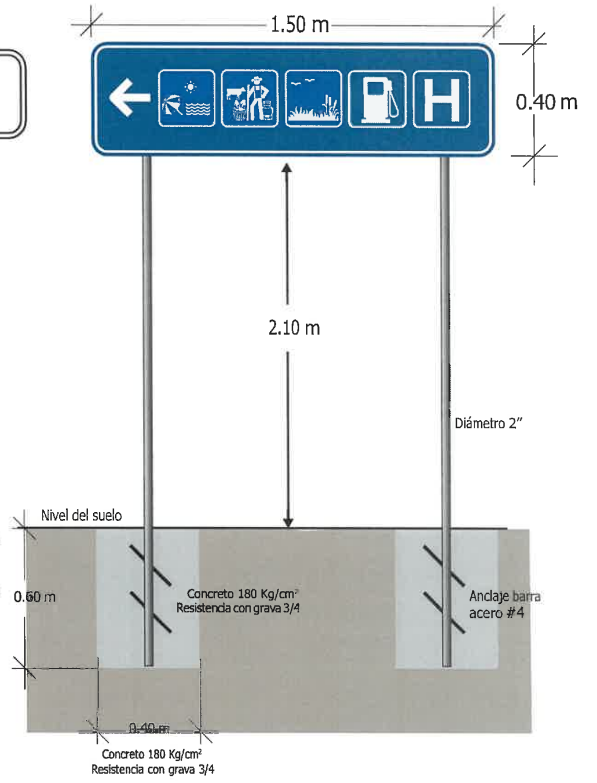 1.50 m
0.40 m
H
2.10 m
Diámetro 2"
Nivel del suelo
0.60 m
Concreto 180 Kg/cm²
Resistencia con grava 3/4
Anclaje barra
acero #4
0.40 m
Concreto 180 Kg/cm²
Resistencia con grava 3/4